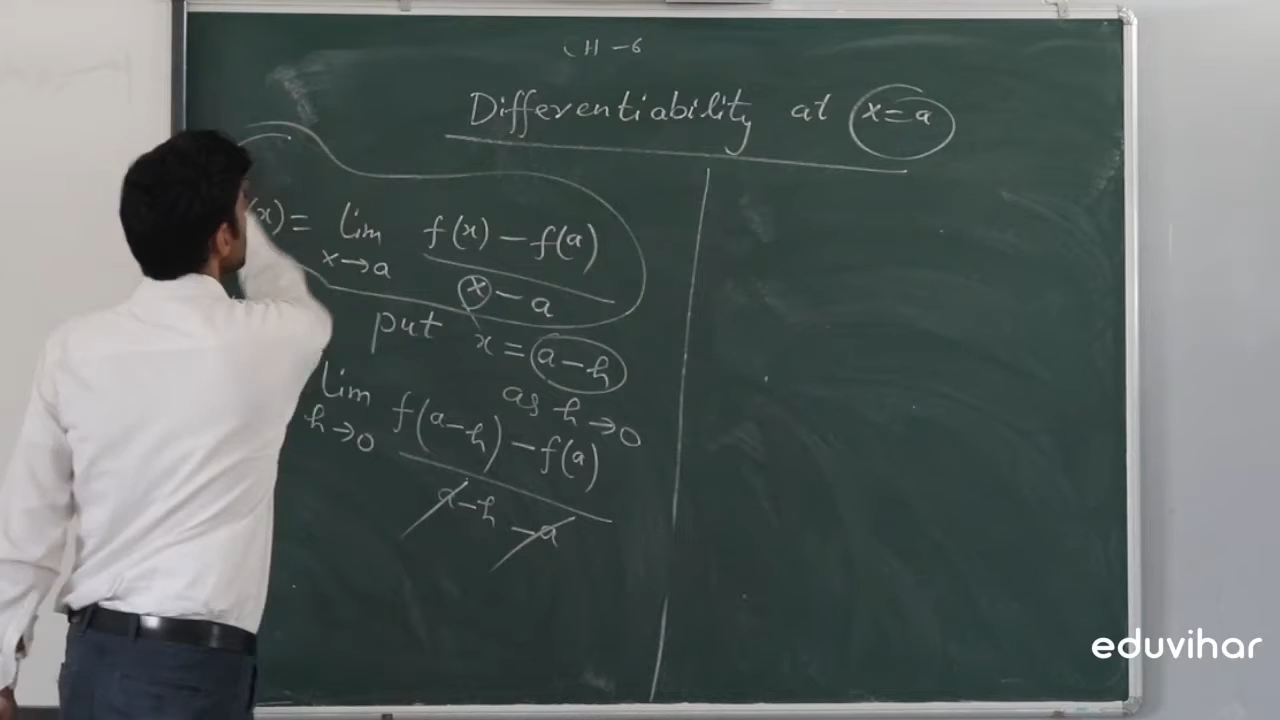 CH-6
Differentiability at x=a
(x) = lim x→a f(x) - f(a) / x - a
put x = a-h
as h→0
lim h→0 f(a-h) - f(a) / a-h -a
eduvihar